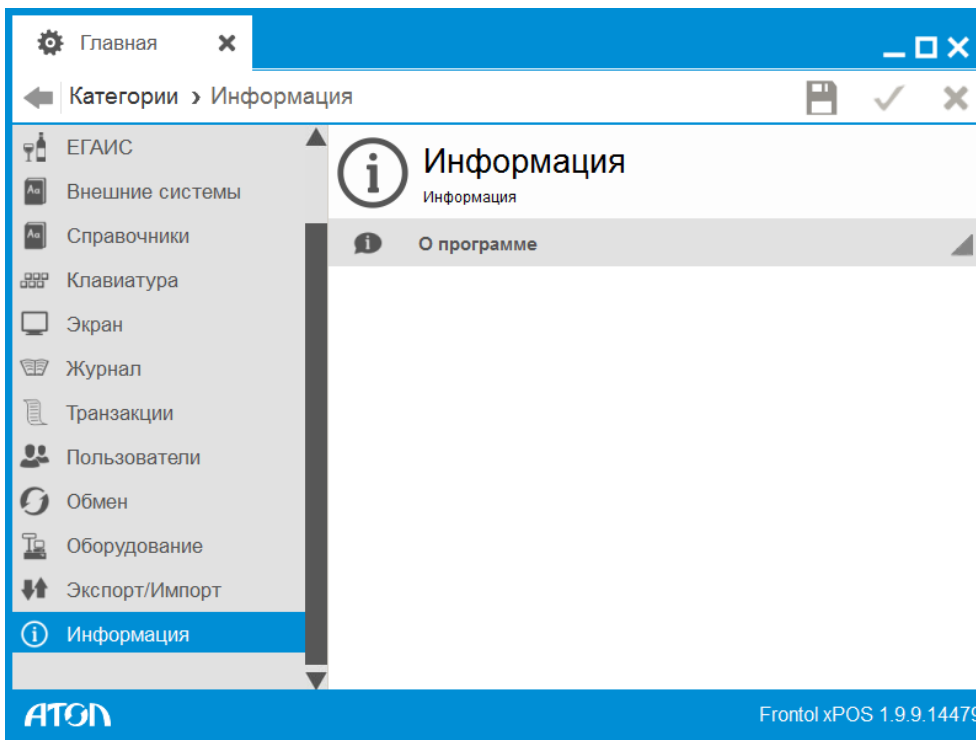 Главная
Категории › Информация
ЕГАИС
Внешние системы
Справочники
Клавиатура
Экран
Журнал
Транзакции
Пользователи
Обмен
Оборудование
Экспорт/Импорт
Информация
Информация
Информация
О программе
АТОЛ
Frontol xPOS 1.9.9.14479